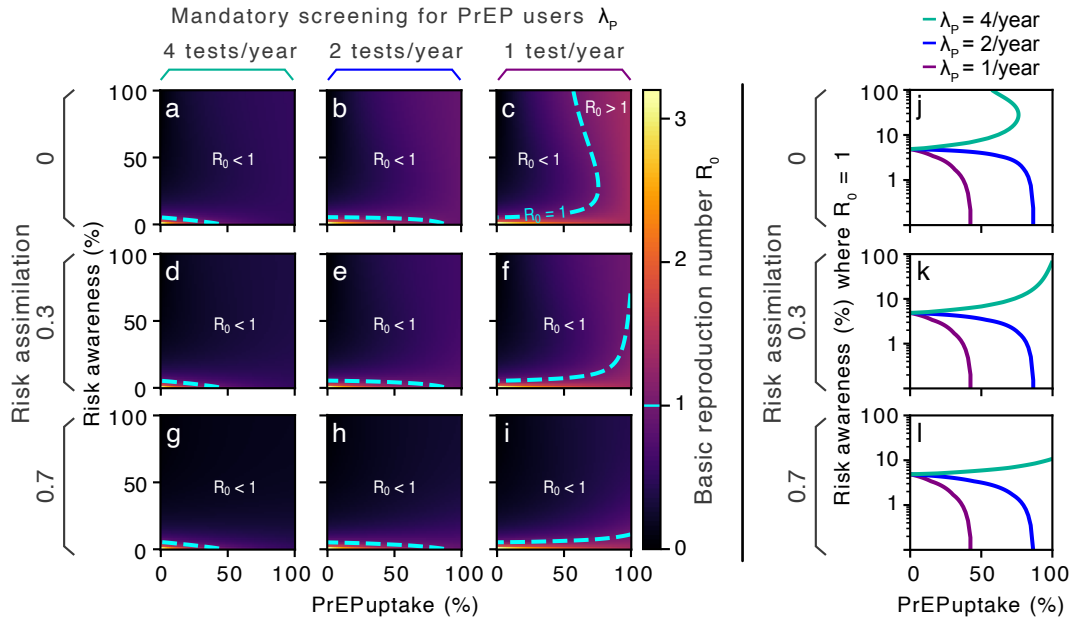 Mandatory screening for PrEP users λ_P
4 tests/year
2 tests/year
1 test/year
λ_P = 4/year
λ_P = 2/year
λ_P = 1/year
Risk assimilation
0
0.3
0.7
Risk awareness (%)
100
50
0
a
R₀ < 1
b
R₀ < 1
c
R₀ > 1
R₀ < 1
R₀ = 1
100
50
0
d
R₀ < 1
e
R₀ < 1
f
R₀ < 1
100
50
0
g
R₀ < 1
h
R₀ < 1
i
R₀ < 1
0 50 100
0 50 100
0 50 100
PrEPuptake (%)
3
2
1
0
Basic reproduction number R₀
Risk assimilation
0
0.3
0.7
Risk awareness (%) where R₀ = 1
100
10
1
j
100
10
1
k
100
10
1
l
0 50 100
PrEPuptake (%)